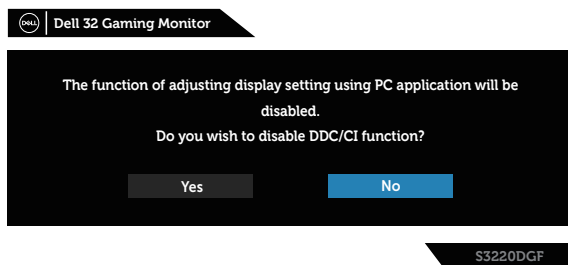 DELL
Dell 32 Gaming Monitor
The function of adjusting display setting using PC application will be
disabled.
Do you wish to disable DDC/CI function?
Yes
No
S3220DGF